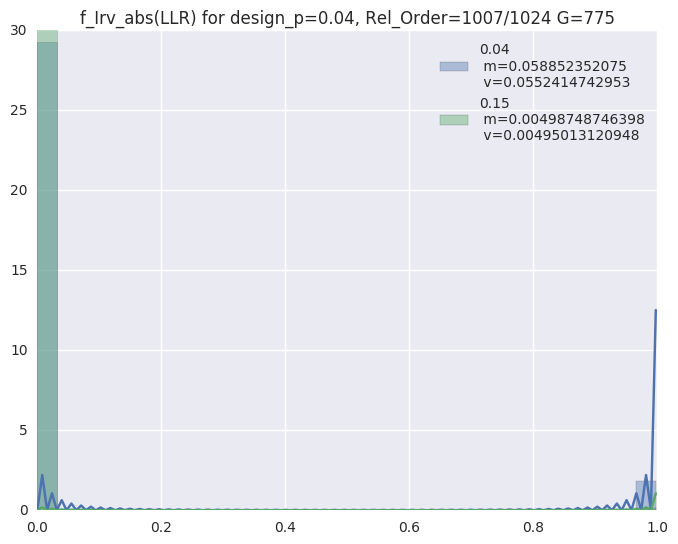 f_Irv_abs(LLR) for design_p=0.04, Rel_Order=1007/1024 G=775
30
25
20
15
10
5
0
0.04
m=0.058852352075
v=0.0552414742953
0.15
m=0.00498748746398
v=0.00495013120948
0.0 0.2 0.4 0.6 0.8 1.0